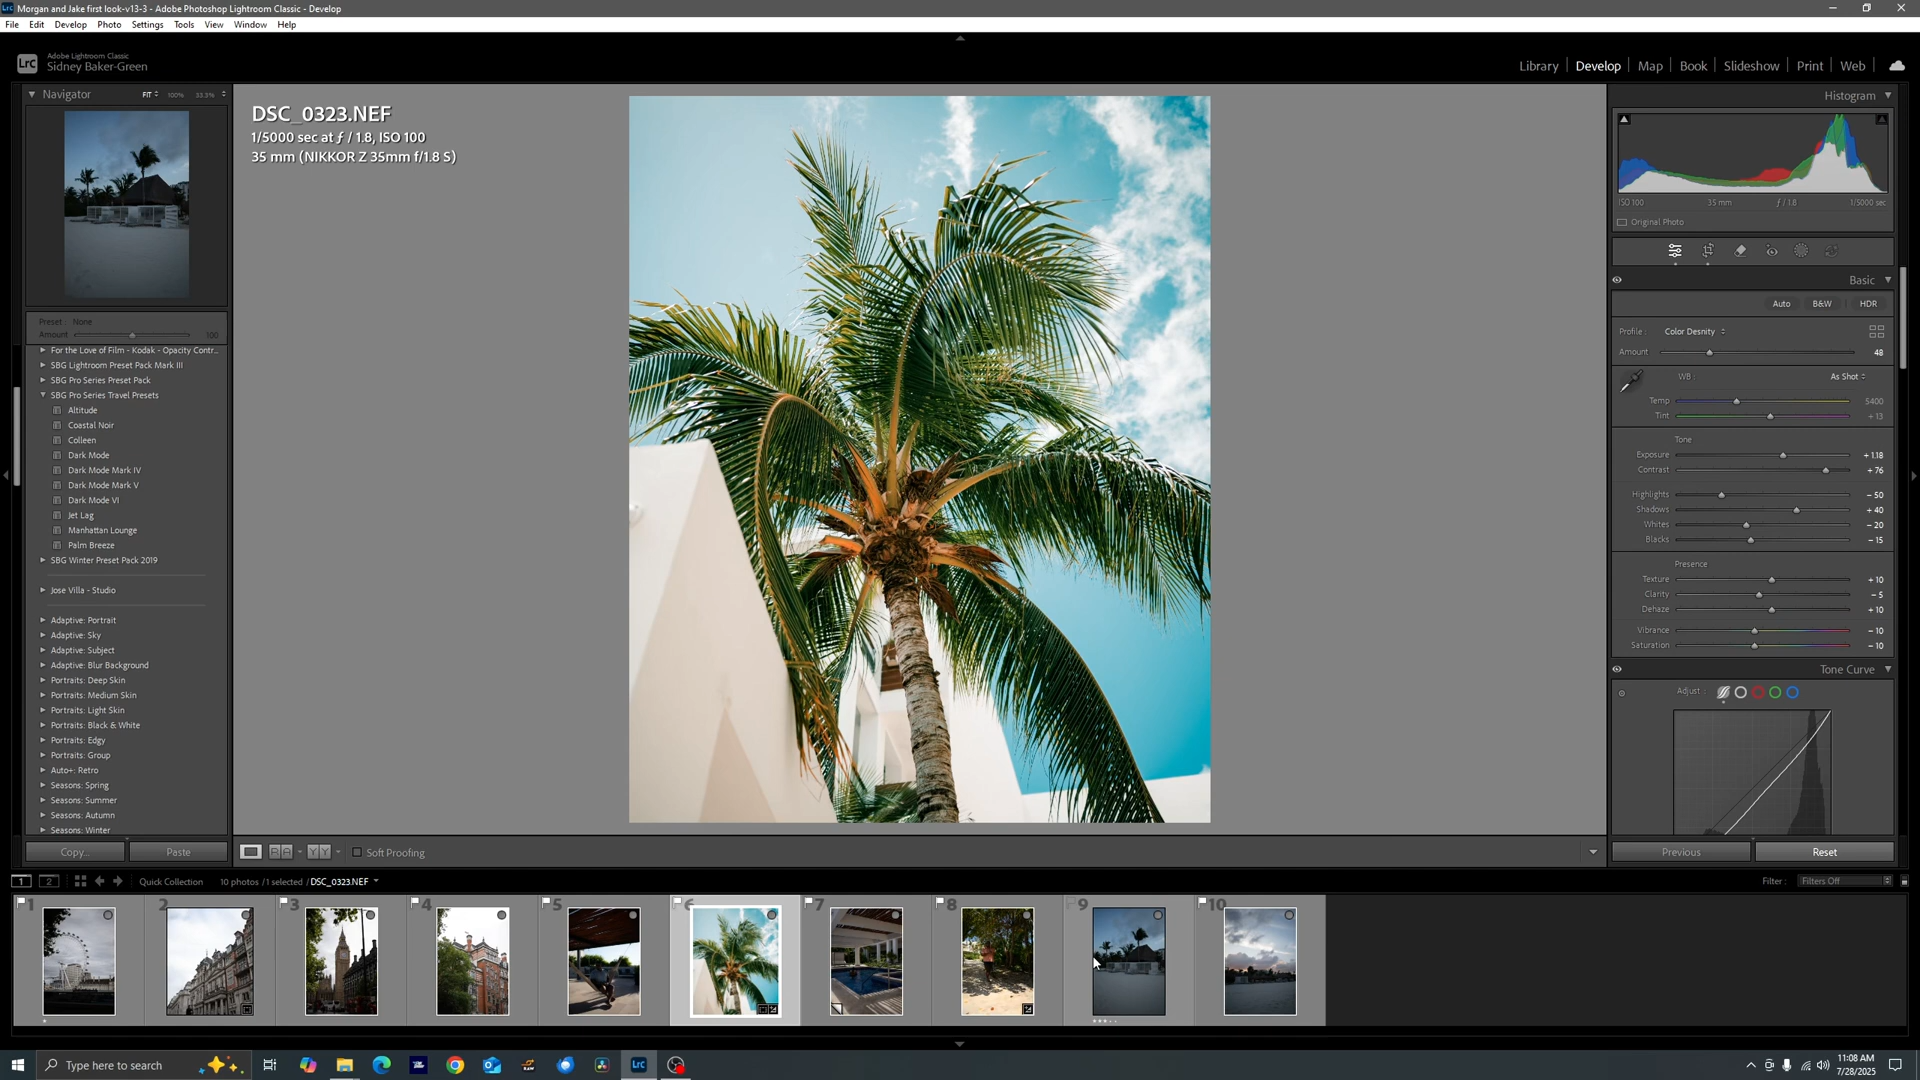 Morgan and Jake first look-v13-3 - Adobe Photoshop Lightroom Classic - Develop
File Edit Develop Photo Settings Tools View Window Help
Lrc
Adobe Lightroom Classic
Sidney Baker-Green
Library Develop Map Book Slideshow Print Web
Navigator FIT 100% 33.3%
Preset : None
Amount 100
For the Love of Film - Kodak - Opacity Contr...
SBG Lightroom Preset Pack Mark III
SBG Pro Series Preset Pack
SBG Pro Series Travel Presets
Altitude
Coastal Noir
Colleen
Dark Mode
Dark Mode Mark IV
Dark Mode Mark V
Dark Mode VI
Jet Lag
Manhattan Lounge
Palm Breeze
SBG Winter Preset Pack 2019
Jose Villa - Studio
Adaptive: Portrait
Adaptive: Sky
Adaptive: Subject
Adaptive: Blur Background
Portraits: Deep Skin
Portraits: Medium Skin
Portraits: Light Skin
Portraits: Black & White
Portraits: Edgy
Portraits: Group
Auto+: Retro
Seasons: Spring
Seasons: Summer
Seasons: Autumn
Seasons: Winter
Copy... Paste
DSC_0323.NEF
1/5000 sec at ƒ / 1.8, ISO 100
35 mm (NIKKOR Z 35mm f/1.8 S)
Soft Proofing
Histogram
ISO 100 35 mm ƒ / 1.8 1/5000 sec
Original Photo
Basic
Auto B&W HDR
Profile : Color Desnity
Amount 48
WB : As Shot
Temp 5400
Tint + 13
Tone
Exposure + 1.18
Contrast + 76
Highlights − 50
Shadows + 40
Whites − 20
Blacks − 15
Presence
Texture + 10
Clarity − 5
Dehaze + 10
Vibrance − 10
Saturation − 10
Tone Curve
Adjust :
Previous Reset
1 2 Quick Collection 10 photos / 1 selected / DSC_0323.NEF Filter : Filters Off
1 2 3 4 5 6 7 8 9 10
Type here to search
Lrc
11:08 AM
7/28/2025